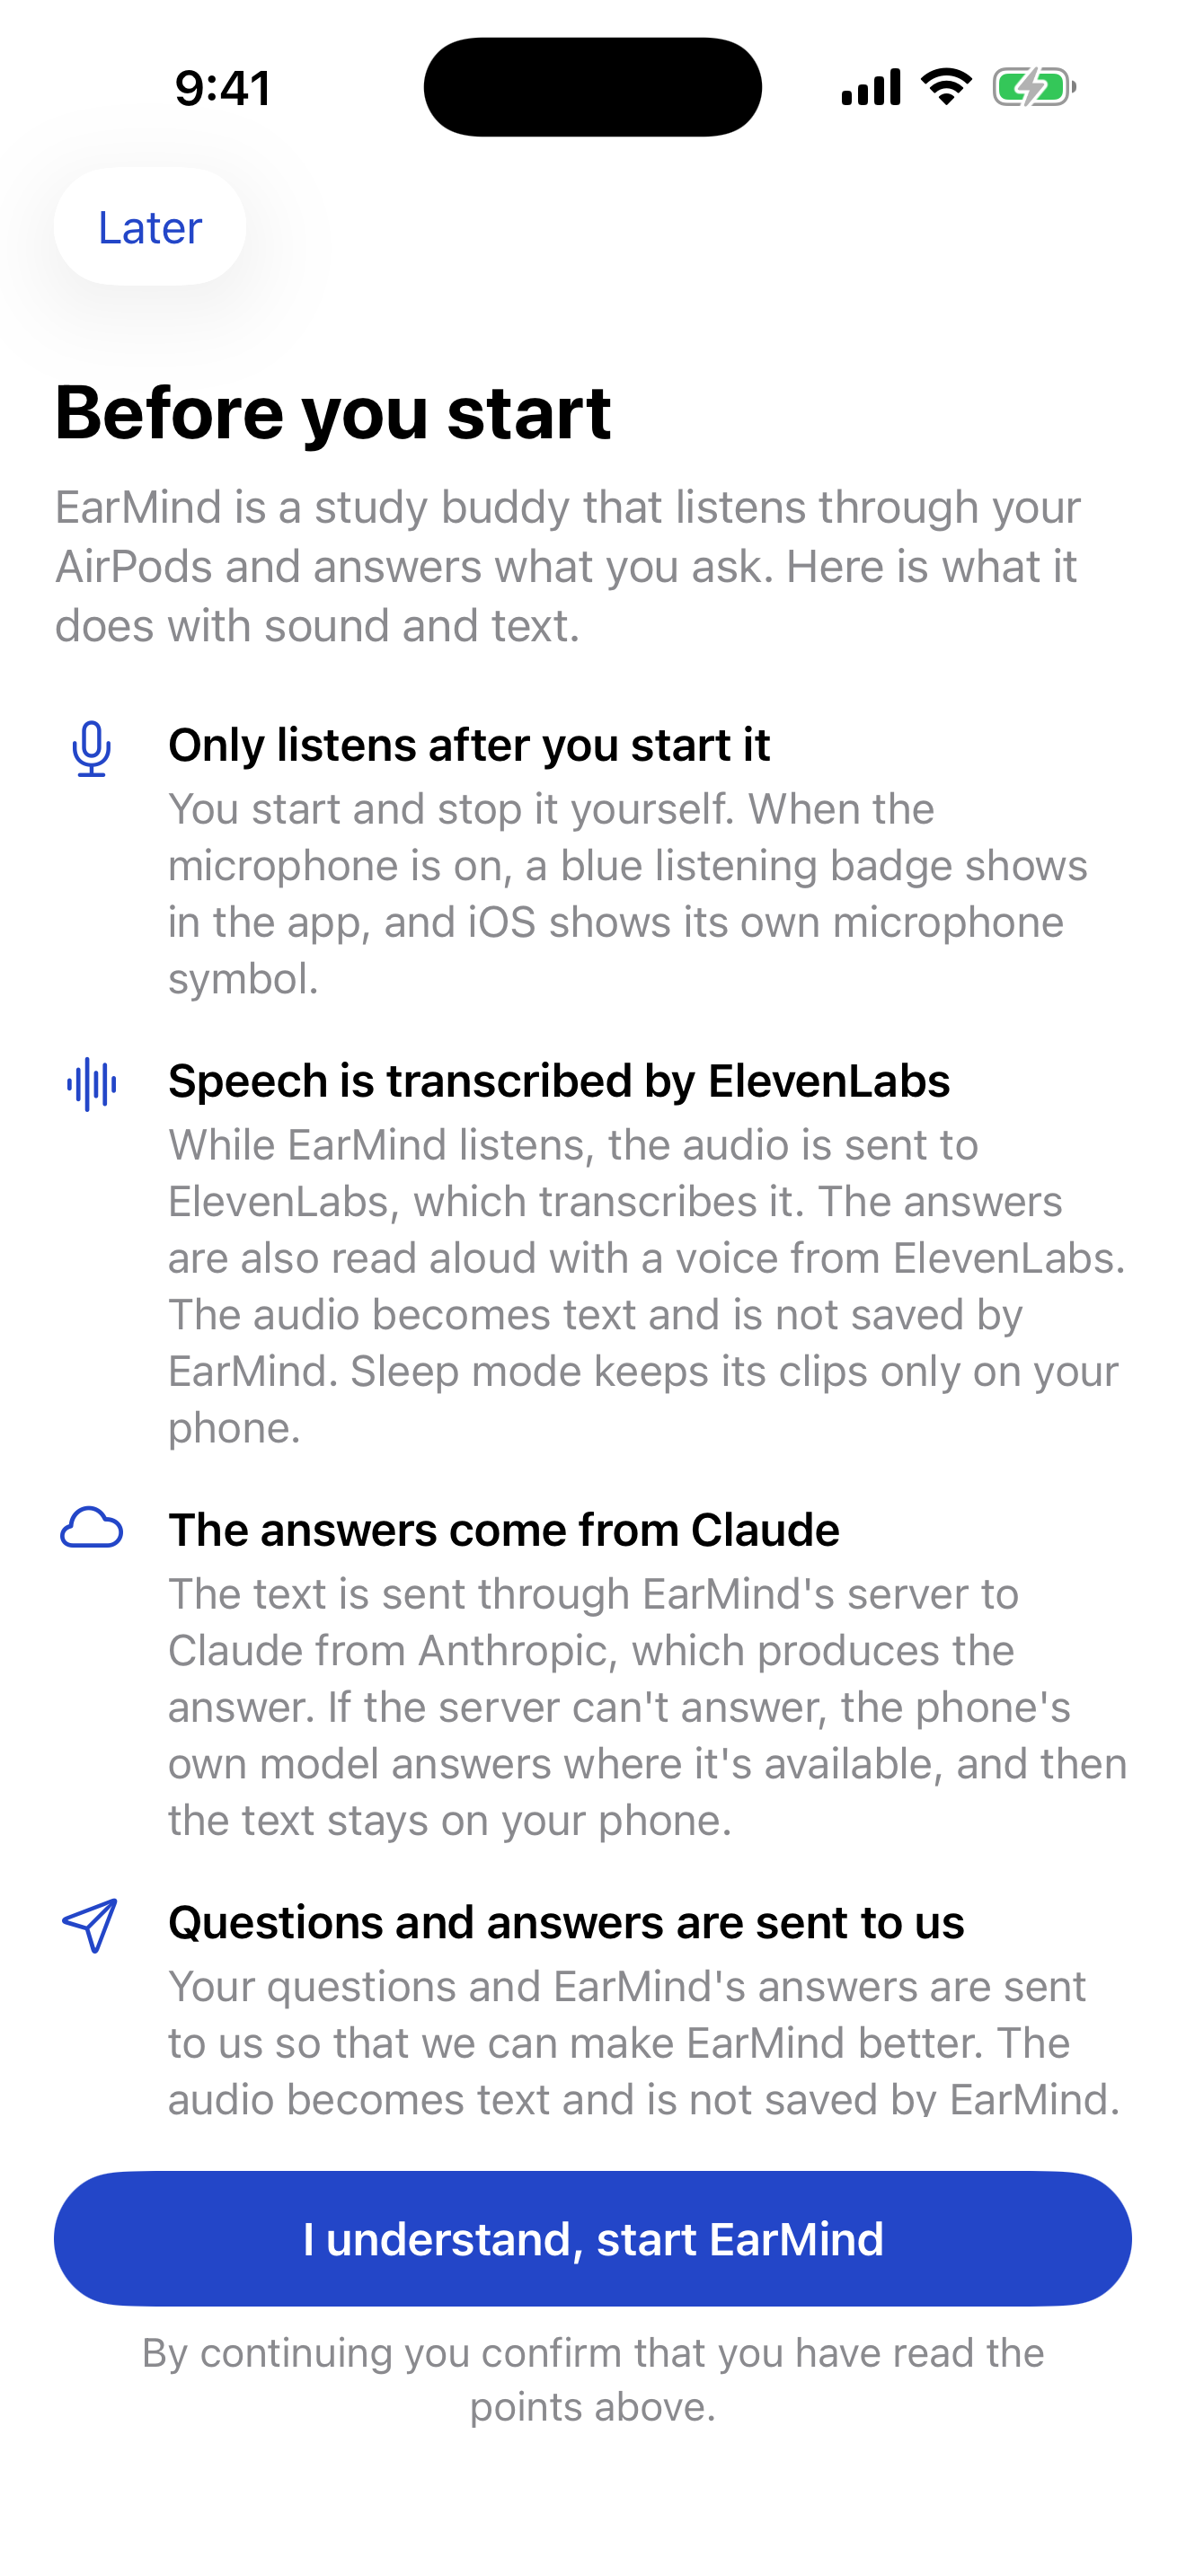 9:41
Later
Before you start
EarMind is a study buddy that listens through your
AirPods and answers what you ask. Here is what it
does with sound and text.
Only listens after you start it
You start and stop it yourself. When the
microphone is on, a blue listening badge shows
in the app, and iOS shows its own microphone
symbol.
Speech is transcribed by ElevenLabs
While EarMind listens, the audio is sent to
ElevenLabs, which transcribes it. The answers
are also read aloud with a voice from ElevenLabs.
The audio becomes text and is not saved by
EarMind. Sleep mode keeps its clips only on your
phone.
The answers come from Claude
The text is sent through EarMind's server to
Claude from Anthropic, which produces the
answer. If the server can't answer, the phone's
own model answers where it's available, and then
the text stays on your phone.
Questions and answers are sent to us
Your questions and EarMind's answers are sent
to us so that we can make EarMind better. The
audio becomes text and is not saved by EarMind.
I understand, start EarMind
By continuing you confirm that you have read the
points above.